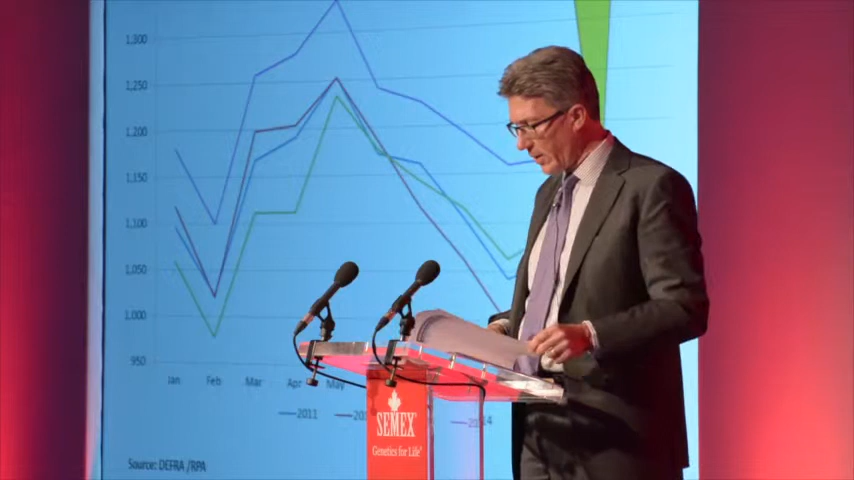 1,300
1,250
1,200
1,150
1,100
1,050
1,000
950
Jan Feb Mar Apr May
2011
Source: DEFRA /RPA
SEMEX
Genetics for Life